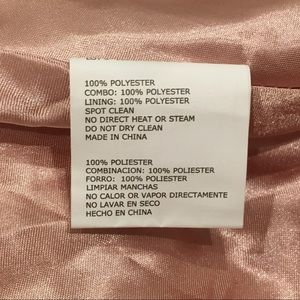 100% POLYESTER
COMBO: 100% POLYESTER
LINING: 100% POLYESTER
SPOT CLEAN
NO DIRECT HEAT OR STEAM
DO NOT DRY CLEAN
MADE IN CHINA
100% POLIESTER
COMBINACION: 100% POLIESTER
FORRO: 100% POLIESTER
LIMPIAR MANCHAS
NO CALOR OR VAPOR DIRECTAMENTE
NO LAVAR EN SECO
HECHO EN CHINA